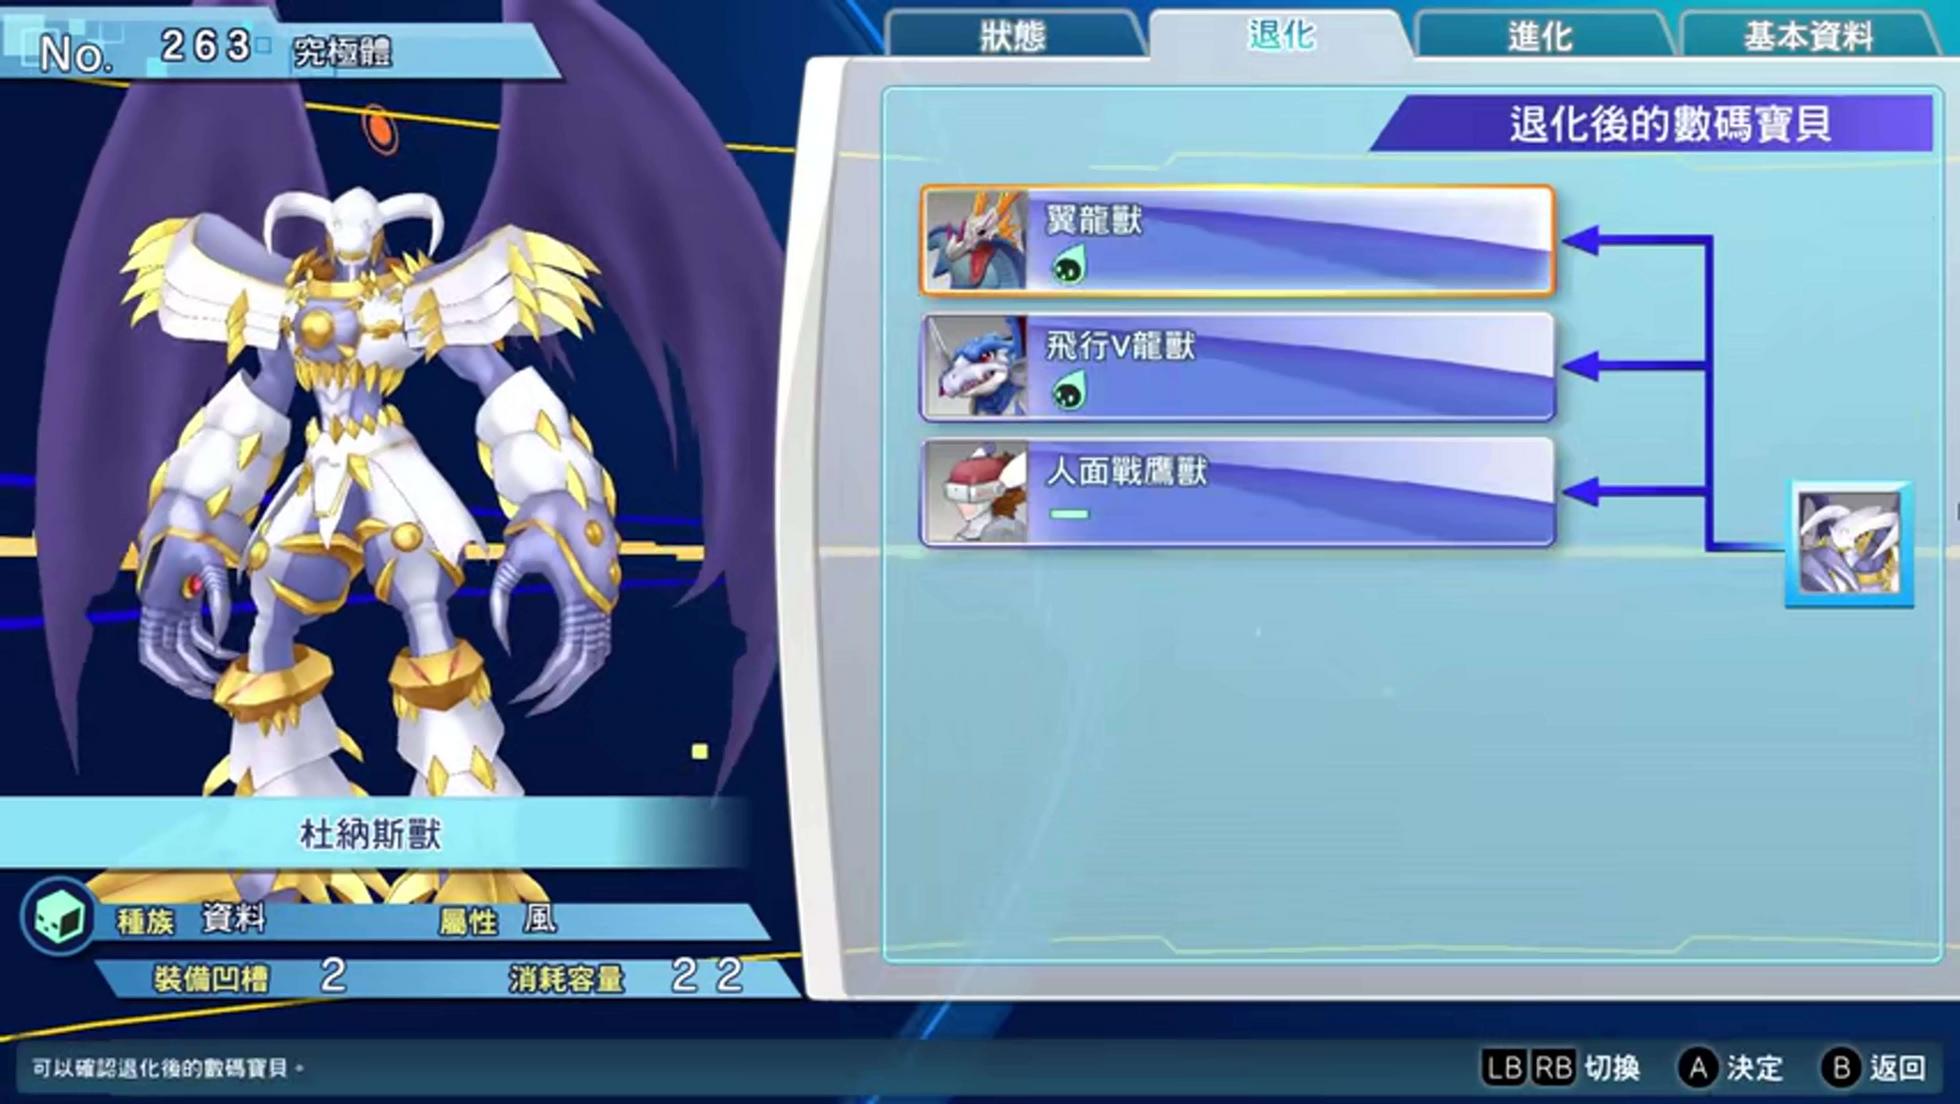 No. 263 究極體
狀態 退化 進化 基本資料
退化後的數碼寶貝
翼龍獸
飛行V龍獸
人面戰鷹獸
杜納斯獸
種族 資料 屬性 風
裝備凹槽 2 消耗容量 22
可以確認退化後的數碼寶貝。
LB RB 切換 A 決定 B 返回